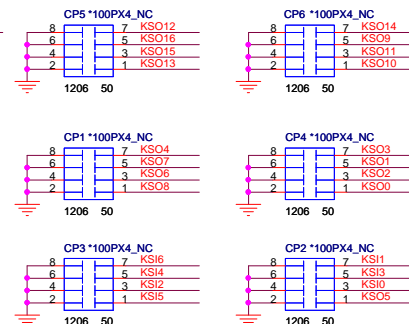 CP5 *100PX4_NC
8 7 KSO12
6 5 KSO16
4 3 KSO15
2 1 KSO13
1206 50
CP6 *100PX4_NC
8 7 KSO14
6 5 KSO9
4 3 KSO11
2 1 KSO10
1206 50
CP1 *100PX4_NC
8 7 KSO4
6 5 KSO7
4 3 KSO6
2 1 KSO8
1206 50
CP4 *100PX4_NC
8 7 KSO3
6 5 KSO1
4 3 KSO2
2 1 KSO0
1206 50
CP3 *100PX4_NC
8 7 KSI6
6 5 KSI4
4 3 KSI2
2 1 KSI5
1206 50
CP2 *100PX4_NC
8 7 KSI1
6 5 KSI3
4 3 KSI0
2 1 KSO5
1206 50